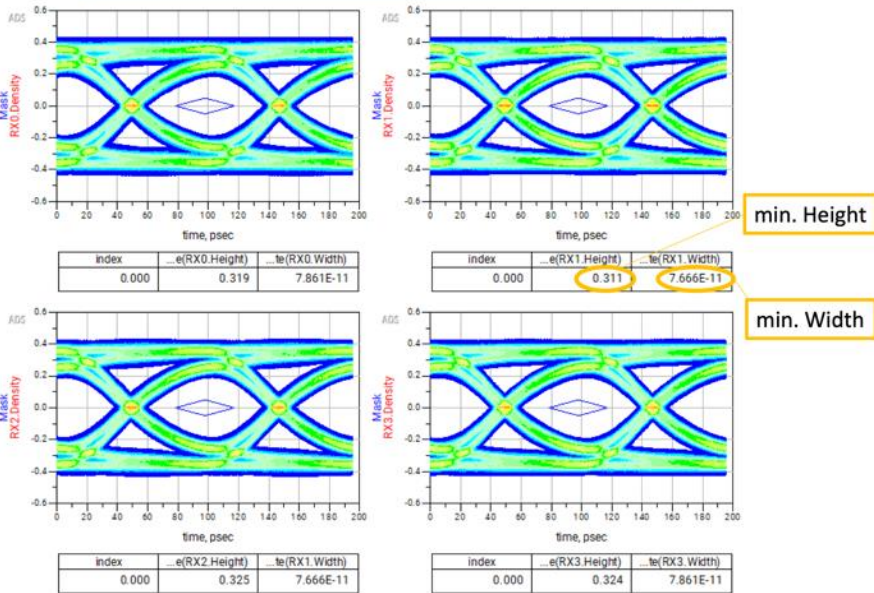 ADS
0.6
0.4
0.2
0.0
-0.2
-0.4
-0.6
Mask
RX0.Density
0 20 40 60 80 100 120 140 160 180 200
time, psec
index ...e(RX0.Height) ...te(RX0.Width)
0.000 0.319 7.861E-11
ADS
0.6
0.4
0.2
0.0
-0.2
-0.4
-0.6
Mask
RX1.Density
0 20 40 60 80 100 120 140 160 180 200
time, psec
index ...e(RX1.Height) ...te(RX1.Width)
0.000 0.311 7.666E-11
min. Height
min. Width
ADS
0.6
0.4
0.2
0.0
-0.2
-0.4
-0.6
Mask
RX2.Density
0 20 40 60 80 100 120 140 160 180 200
time, psec
index ...e(RX2.Height) ...te(RX1.Width)
0.000 0.325 7.666E-11
ADS
0.6
0.4
0.2
0.0
-0.2
-0.4
-0.6
Mask
RX3.Density
0 20 40 60 80 100 120 140 160 180 200
time, psec
index ...e(RX3.Height) ...te(RX3.Width)
0.000 0.324 7.861E-11